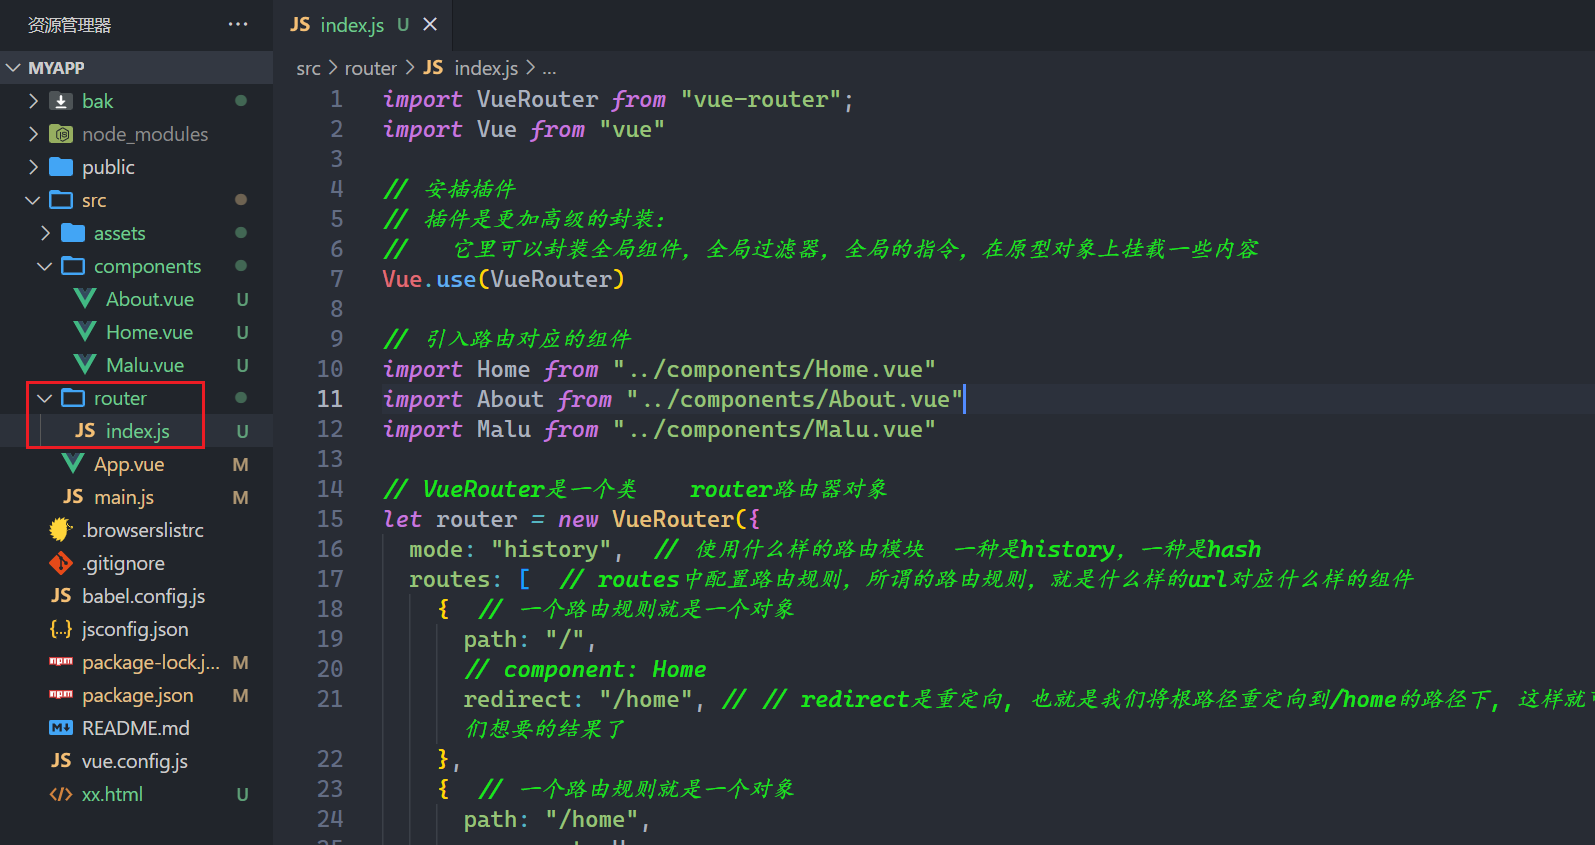 资源管理器 ···
MYAPP
bak
node_modules
public
src
assets
components
About.vue U
Home.vue U
Malu.vue U
router
JS index.js U
App.vue M
JS main.js M
.browserslistrc
.gitignore
JS babel.config.js
{..} jsconfig.json
npm package-lock.j... M
npm package.json M
M README.md
JS vue.config.js
</> xx.html U
JS index.js U ×
src > router > JS index.js > ...
1 import VueRouter from "vue-router";
2 import Vue from "vue"
3
4 // 安插插件
5 // 插件是更加高级的封装：
6 //   它里可以封装全局组件，全局过滤器，全局的指令，在原型对象上挂载一些内容
7 Vue.use(VueRouter)
8
9 // 引入路由对应的组件
10 import Home from "../components/Home.vue"
11 import About from "../components/About.vue"
12 import Malu from "../components/Malu.vue"
13
14 // VueRouter是一个类    router路由器对象
15 let router = new VueRouter({
16   mode: "history",  // 使用什么样的路由模块  一种是history，一种是hash
17   routes: [  // routes中配置路由规则，所谓的路由规则，就是什么样的url对应什么样的组件
18     {  // 一个路由规则就是一个对象
19       path: "/",
20       // component: Home
21       redirect: "/home", // // redirect是重定向，也就是我们将根路径重定向到/home的路径下，这样就
们想要的结果了
22     },
23     {  // 一个路由规则就是一个对象
24       path: "/home",